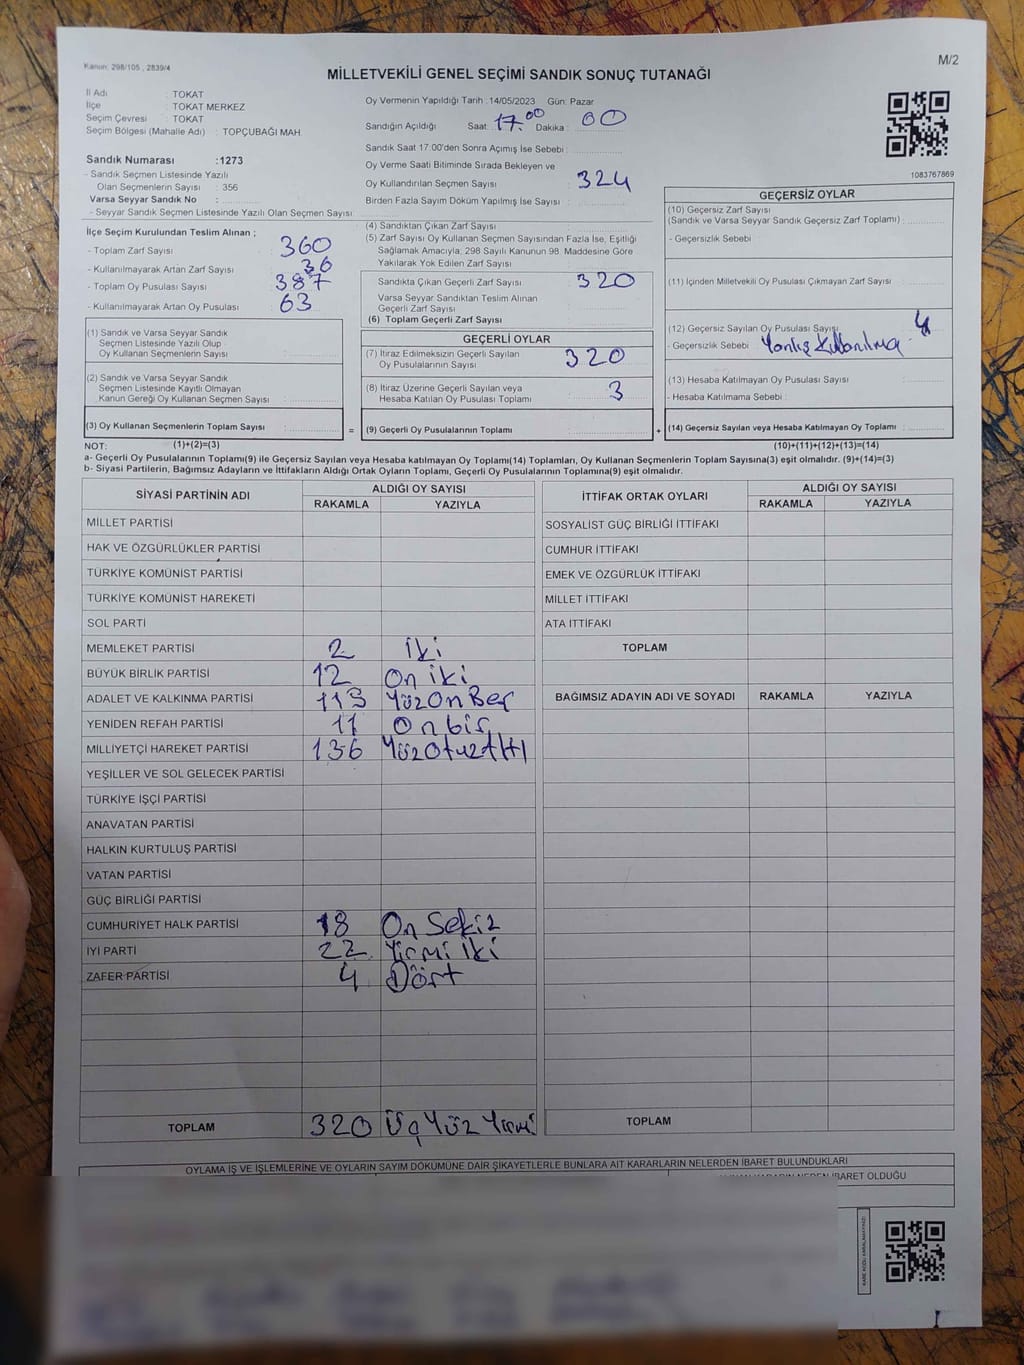 Kanun: 298/105 , 2839/4
M/2
MİLLETVEKİLİ GENEL SEÇİMİ SANDIK SONUÇ TUTANAĞI
İl Adı : TOKAT
İlçe : TOKAT MERKEZ
Seçim Çevresi : TOKAT
Seçim Bölgesi (Mahalle Adı) : TOPÇUBAĞI MAH.
Sandık Numarası :1273
- Sandık Seçmen Listesinde Yazılı
Olan Seçmenlerin Sayısı : 356
Varsa Seyyar Sandık No :
- Seyyar Sandık Seçmen Listesinde Yazılı Olan Seçmen Sayısı
Oy Vermenin Yapıldığı Tarih :14/05/2023 Gün: Pazar
Sandığın Açıldığı Saat: 17.00 Dakika : 00
Sandık Saat 17:00'den Sonra Açımış İse Sebebi :
Oy Verme Saati Bitiminde Sırada Bekleyen ve
Oy Kullandırılan Seçmen Sayısı 324
Birden Fazla Sayım Döküm Yapılmış İse Sayısı :
1083767869
İlçe Seçim Kurulundan Teslim Alınan ;
- Toplam Zarf Sayısı : 360
- Kullanılmayarak Artan Zarf Sayısı : 36
- Toplam Oy Pusulası Sayısı : 387
- Kullanılmayarak Artan Oy Pusulası : 63
(4) Sandıktan Çıkan Zarf Sayısı :
(5) Zarf Sayısı Oy Kullanan Seçmen Sayısından Fazla İse, Eşitliği
Sağlamak Amacıyla; 298 Sayılı Kanunun 98. Maddesine Göre
Yakılarak Yok Edilen Zarf Sayısı
Sandıkta Çıkan Geçerli Zarf Sayısı : 320
Varsa Seyyar Sandıktan Teslim Alınan
Geçerli Zarf Sayısı
(6) Toplam Geçerli Zarf Sayısı
GEÇERSİZ OYLAR
(10) Geçersiz Zarf Sayısı
(Sandık ve Varsa Seyyar Sandık Geçersiz Zarf Toplamı) :
- Geçersizlik Sebebi :
(11) İçinden Milletvekili Oy Pusulası Çıkmayan Zarf Sayısı
(12) Geçersiz Sayılan Oy Pusulası Sayısı 4
- Geçersizlik Sebebi : Yanlış Kullanılma
(13) Hesaba Katılmayan Oy Pusulası Sayısı :
- Hesaba Katılmama Sebebi :
(14) Geçersiz Sayılan veya Hesaba Katılmayan Oy Toplamı :
(10)+(11)+(12)+(13)=(14)
(1) Sandık ve Varsa Seyyar Sandık
Seçmen Listesinde Yazılı Olup
Oy Kullanan Seçmenlerin Sayısı :
(2) Sandık ve Varsa Seyyar Sandık
Seçmen Listesinde Kayıtlı Olmayan
Kanun Gereği Oy Kullanan Seçmen Sayısı :
(3) Oy Kullanan Seçmenlerin Toplam Sayısı :
=
GEÇERLİ OYLAR
(7) İtiraz Edilmeksizin Geçerli Sayılan
Oy Pusulalarının Sayısı 320
(8) İtiraz Üzerine Geçerli Sayılan veya
Hesaba Katılan Oy Pusulası Toplamı : 3
(9) Geçerli Oy Pusulalarının Toplamı :
+
NOT: (1)+(2)=(3)
a- Geçerli Oy Pusulalarının Toplamı(9) ile Geçersiz Sayılan veya Hesaba katılmayan Oy Toplamı(14) Toplamları, Oy Kullanan Seçmenlerin Toplam Sayısına(3) eşit olmalıdır. (9)+(14)=(3)
b- Siyasi Partilerin, Bağımsız Adayların ve İttifakların Aldığı Ortak Oyların Toplamı, Geçerli Oy Pusulalarının Toplamına(9) eşit olmalıdır.
SİYASİ PARTİNİN ADI ALDIĞI OY SAYISI
RAKAMLA YAZIYLA
MİLLET PARTİSİ
HAK VE ÖZGÜRLÜKLER PARTİSİ
TÜRKİYE KOMÜNİST PARTİSİ
TÜRKİYE KOMÜNİST HAREKETİ
SOL PARTİ
MEMLEKET PARTİSİ 2 iki
BÜYÜK BİRLİK PARTİSİ 12 On iki
ADALET VE KALKINMA PARTİSİ 115 Yüz On Beş
YENİDEN REFAH PARTİSİ 11 On bir
MİLLİYETÇİ HAREKET PARTİSİ 136 Yüz Otuz Altı
YEŞİLLER VE SOL GELECEK PARTİSİ
TÜRKİYE İŞÇİ PARTİSİ
ANAVATAN PARTİSİ
HALKIN KURTULUŞ PARTİSİ
VATAN PARTİSİ
GÜÇ BİRLİĞİ PARTİSİ
CUMHURİYET HALK PARTİSİ 18 On Sekiz
İYİ PARTİ 22 Yirmi iki
ZAFER PARTİSİ 4 Dört
TOPLAM 320 Üç Yüz Yirmi
İTTİFAK ORTAK OYLARI ALDIĞI OY SAYISI
RAKAMLA YAZIYLA
SOSYALİST GÜÇ BİRLİĞİ İTTİFAKI
CUMHUR İTTİFAKI
EMEK VE ÖZGÜRLÜK İTTİFAKI
MİLLET İTTİFAKI
ATA İTTİFAKI
TOPLAM
BAĞIMSIZ ADAYIN ADI VE SOYADI RAKAMLA YAZIYLA
TOPLAM
OYLAMA İŞ VE İŞLEMLERİNE VE OYLARIN SAYIM DÖKÜMÜNE DAİR ŞİKAYETLERLE BUNLARA AİT KARARLARIN NELERDEN İBARET BULUNDUKLARI
İBARET OLDUĞU
KARE KODU KARALAMAYINIZ!